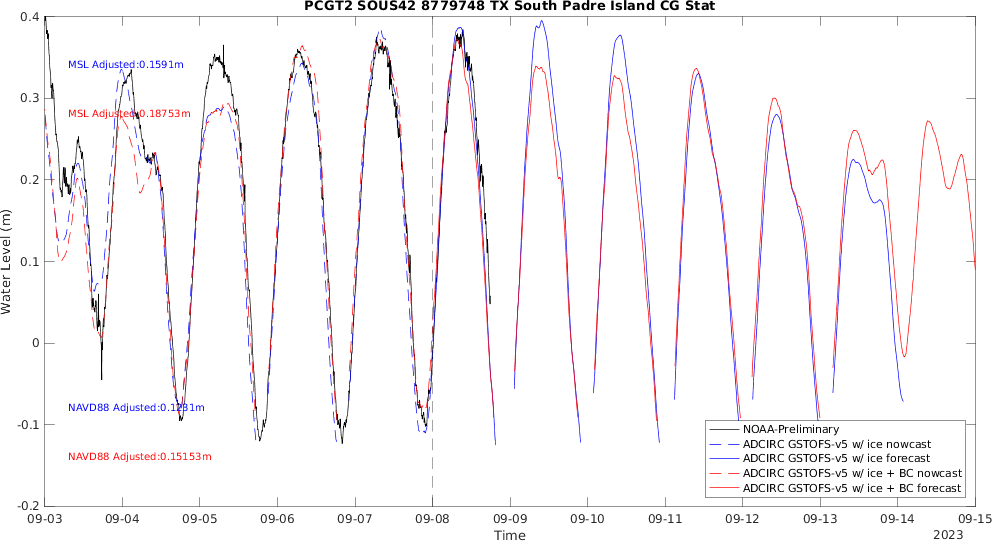 PCGT2 SOUS42 8779748 TX South Padre Island CG Stat
0.4
0.3
0.2
0.1
0
-0.1
-0.2
Water Level (m)
MSL Adjusted:0.1591m
MSL Adjusted:0.18753m
NAVD88 Adjusted:0.1231m
NAVD88 Adjusted:0.15153m
NOAA-Preliminary
ADCIRC GSTOFS-v5 w/ ice nowcast
ADCIRC GSTOFS-v5 w/ ice forecast
ADCIRC GSTOFS-v5 w/ ice + BC nowcast
ADCIRC GSTOFS-v5 w/ ice + BC forecast
09-03 09-04 09-05 09-06 09-07 09-08 09-09 09-10 09-11 09-12 09-13 09-14 09-15
Time
2023